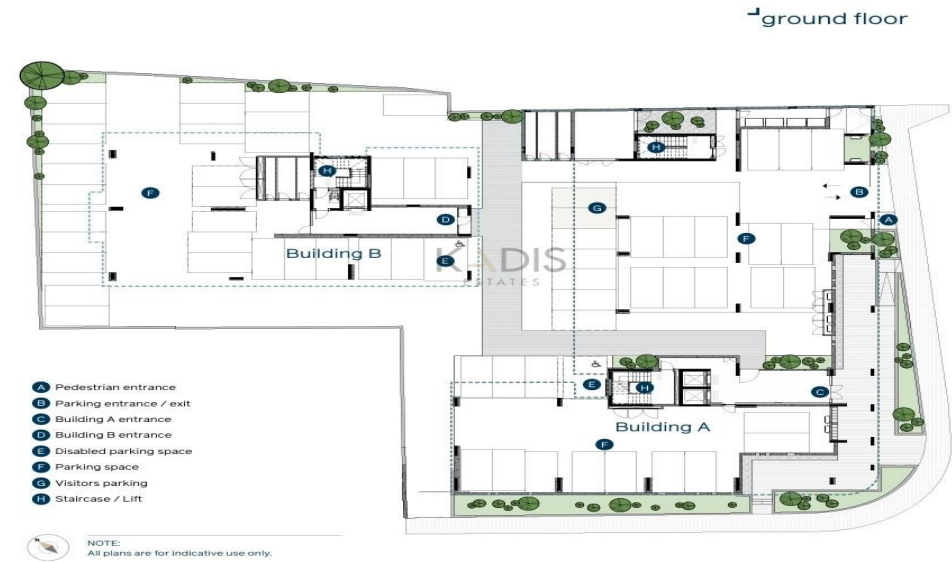 ground floor
H
H
F
B
G
D
A
F
Building B
E
KADIS
ESTATES
E
H
C
Building A
F
A Pedestrian entrance
B Parking entrance / exit
C Building A entrance
D Building B entrance
E Disabled parking space
F Parking space
G Visitors parking
H Staircase / Lift
N
NOTE:
All plans are for indicative use only.